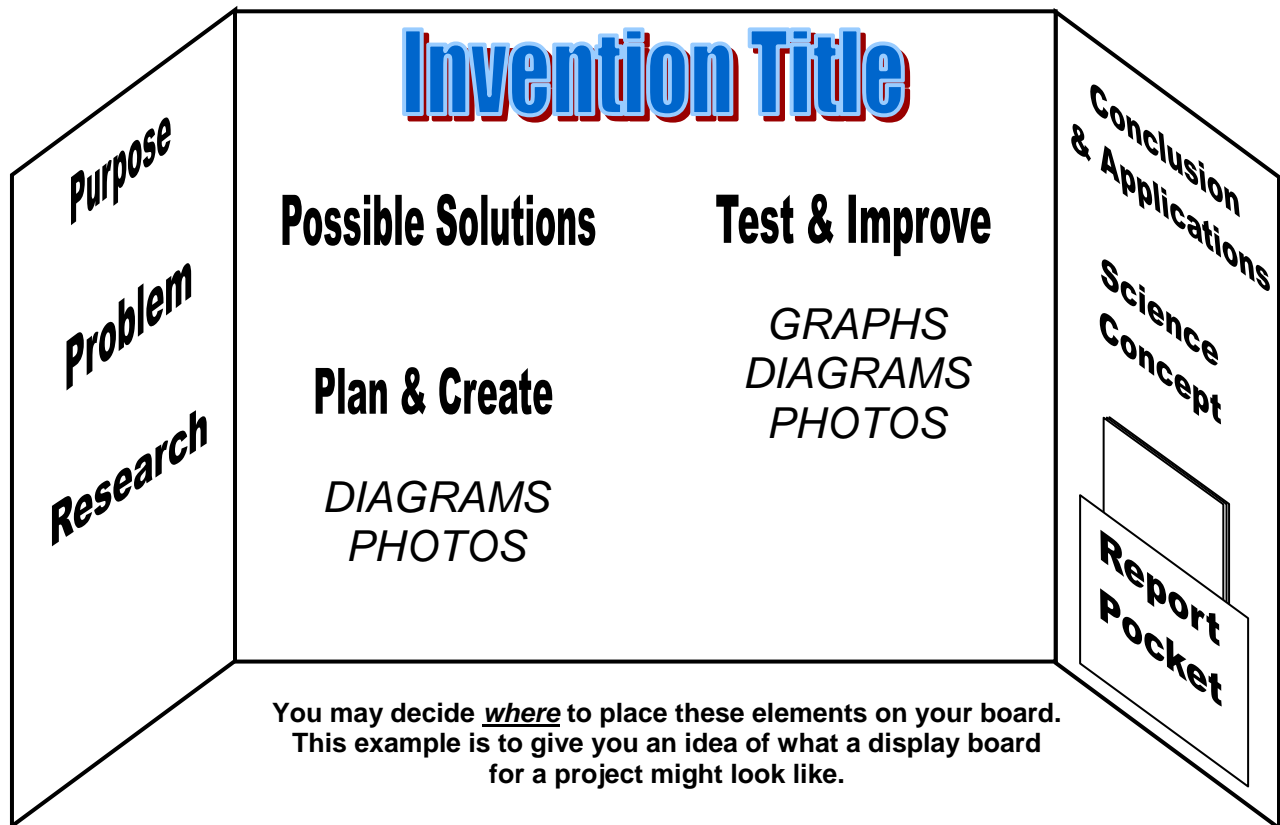 Invention Title
Purpose
Problem
Research
Possible Solutions
Plan & Create
DIAGRAMS
PHOTOS
Test & Improve
GRAPHS
DIAGRAMS
PHOTOS
Conclusion
& Applications
Science
Concept
Report
Pocket
You may decide where to place these elements on your board.
This example is to give you an idea of what a display board
for a project might look like.